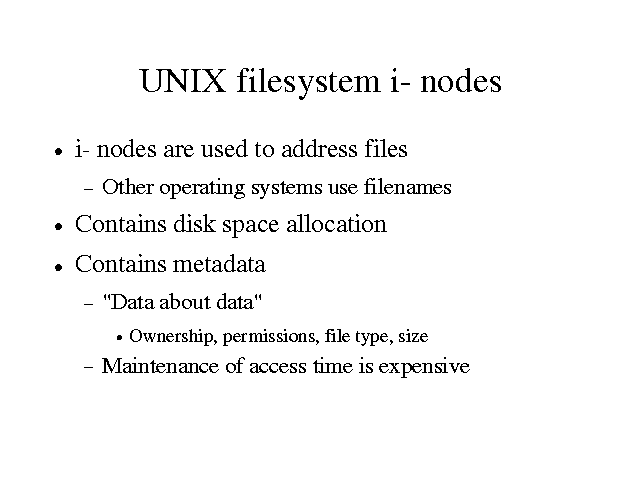 UNIX filesystem i- nodes
• i- nodes are used to address files
– Other operating systems use filenames
• Contains disk space allocation
• Contains metadata
– "Data about data"
• Ownership, permissions, file type, size
– Maintenance of access time is expensive